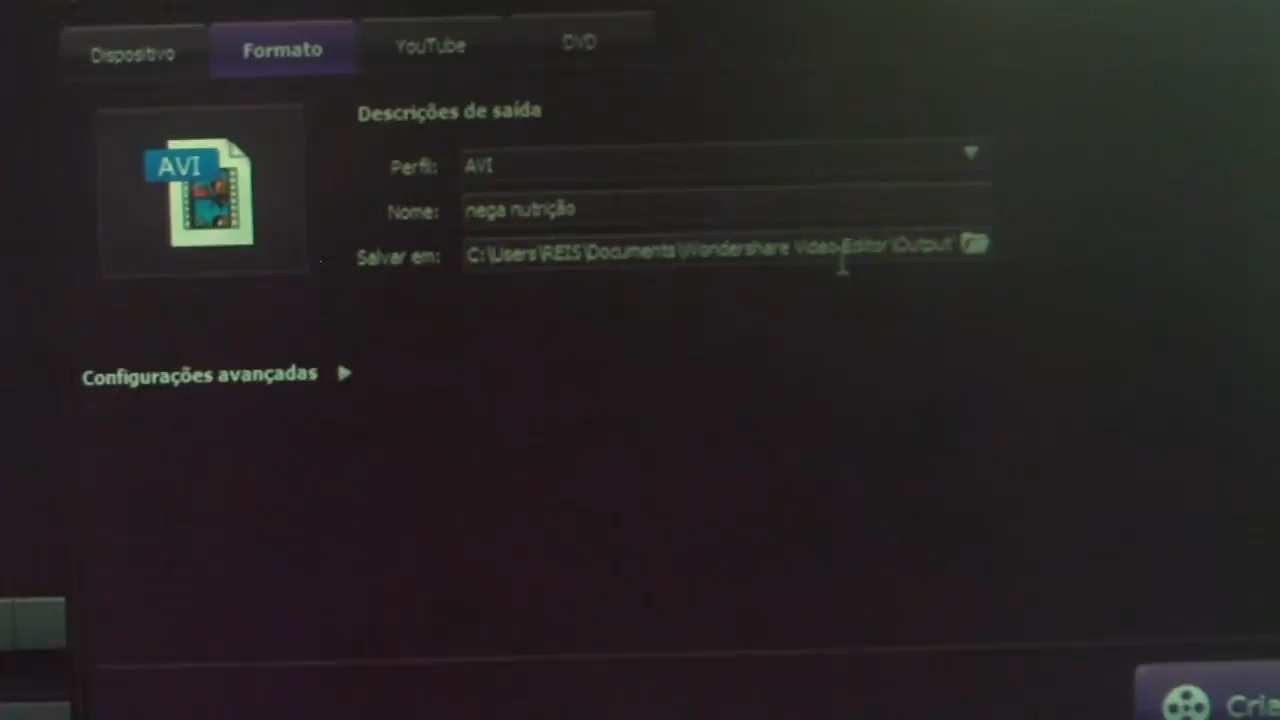 Dispositivo Formato YouTube DVD
Descrições de saída
AVI
Perfil: AVI
Nome: nega nutrição
Salvar em: C:\Users\REIS\Documents\Wondershare Video Editor\Output
Configurações avançadas